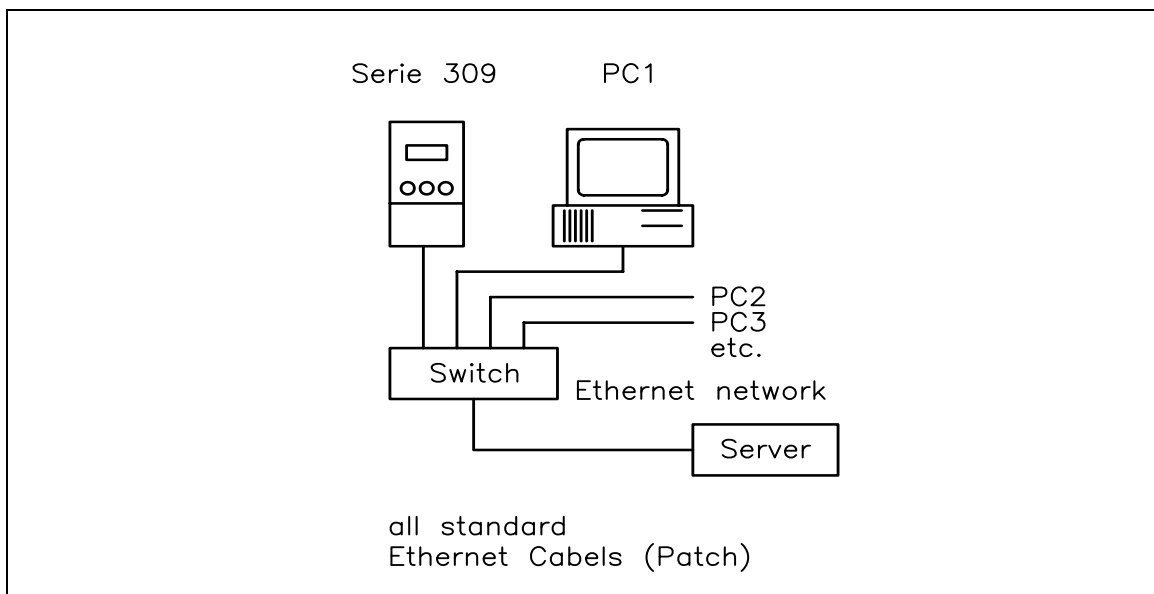 Serie 309
PC1
PC2
PC3
etc.
Switch
Ethernet network
Server
all standard
Ethernet Cabels (Patch)